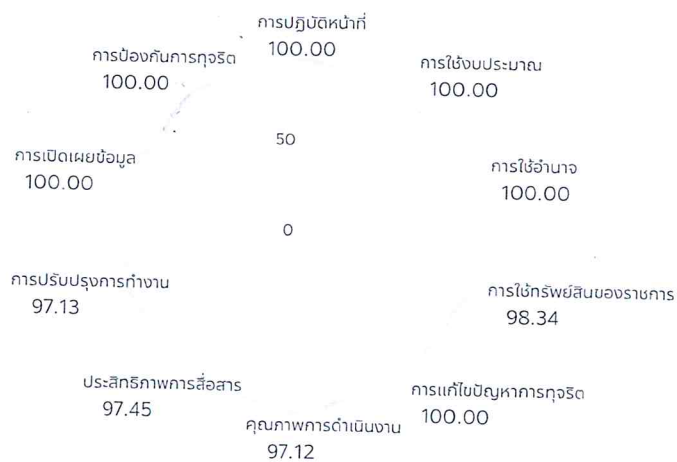 การปฏิบัติหน้าที่
100.00
การป้องกันการทุจริต
100.00
การใช้งบประมาณ
100.00
50
การเปิดเผยข้อมูล
100.00
การใช้อำนาจ
100.00
0
การปรับปรุงการทำงาน
97.13
การใช้ทรัพย์สินของราชการ
98.34
ประสิทธิภาพการสื่อสาร
97.45
การแก้ไขปัญหาการทุจริต
100.00
คุณภาพการดำเนินงาน
97.12